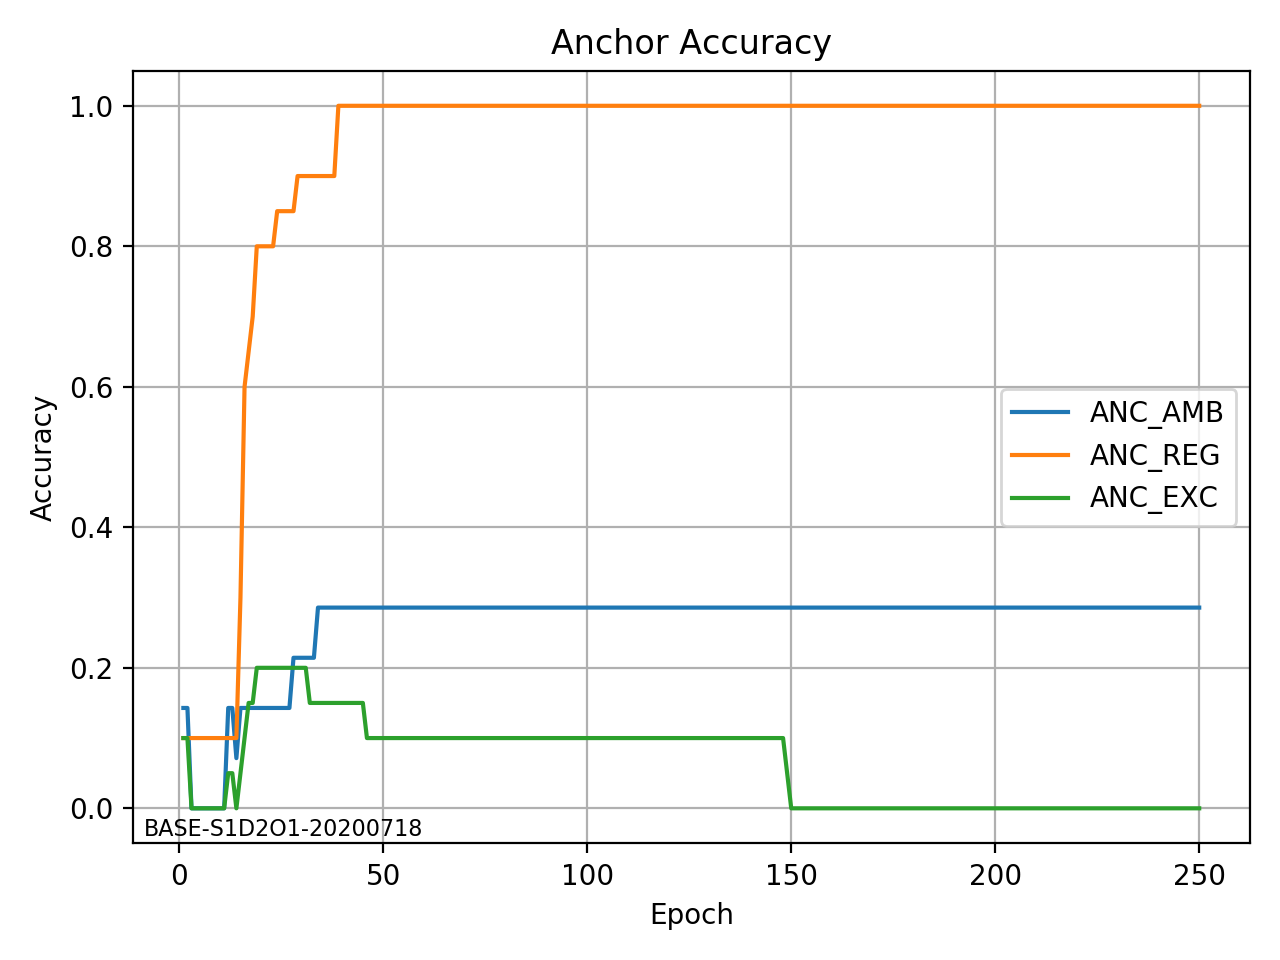 Anchor Accuracy
1.0
0.8
0.6
0.4
0.2
0.0
Accuracy
ANC_AMB
ANC_REG
ANC_EXC
BASE-S1D2O1-20200718
0 50 100 150 200 250
Epoch